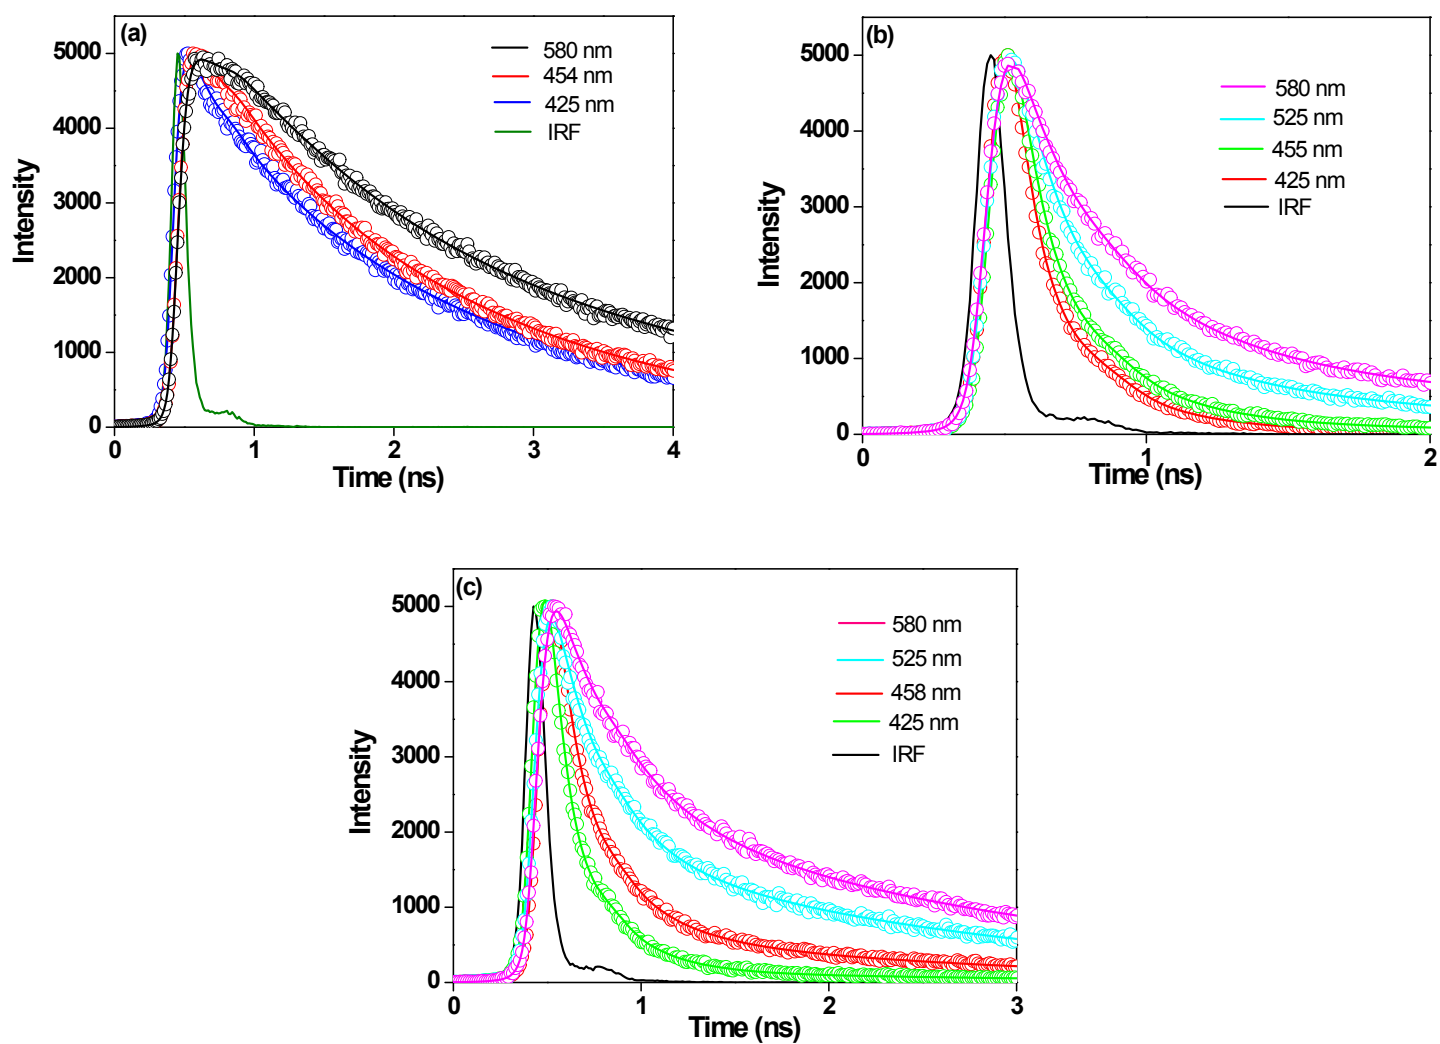 (a)
580 nm
454 nm
425 nm
IRF
5000
4000
3000
2000
1000
0
Intensity
0 1 2 3 4
Time (ns)
(b)
580 nm
525 nm
455 nm
425 nm
IRF
5000
4000
3000
2000
1000
0
Intensity
0 1 2
Time (ns)
(c)
580 nm
525 nm
458 nm
425 nm
IRF
5000
4000
3000
2000
1000
0
Intensity
0 1 2 3
Time (ns)